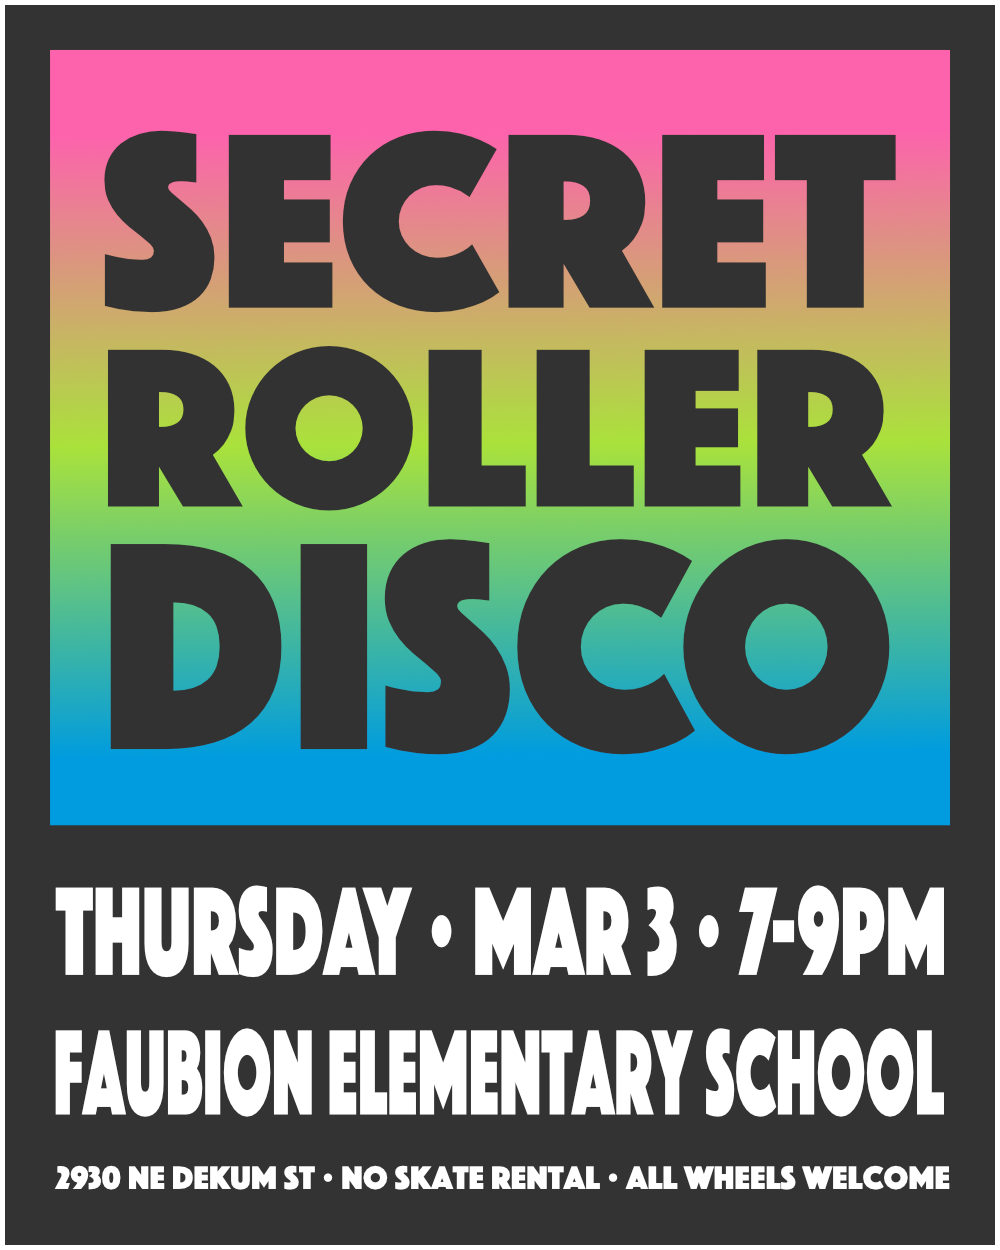 SECRET
ROLLER
DISCO
THURSDAY • MAR 3 • 7-9PM
FAUBION ELEMENTARY SCHOOL
2930 NE DEKUM ST • NO SKATE RENTAL • ALL WHEELS WELCOME